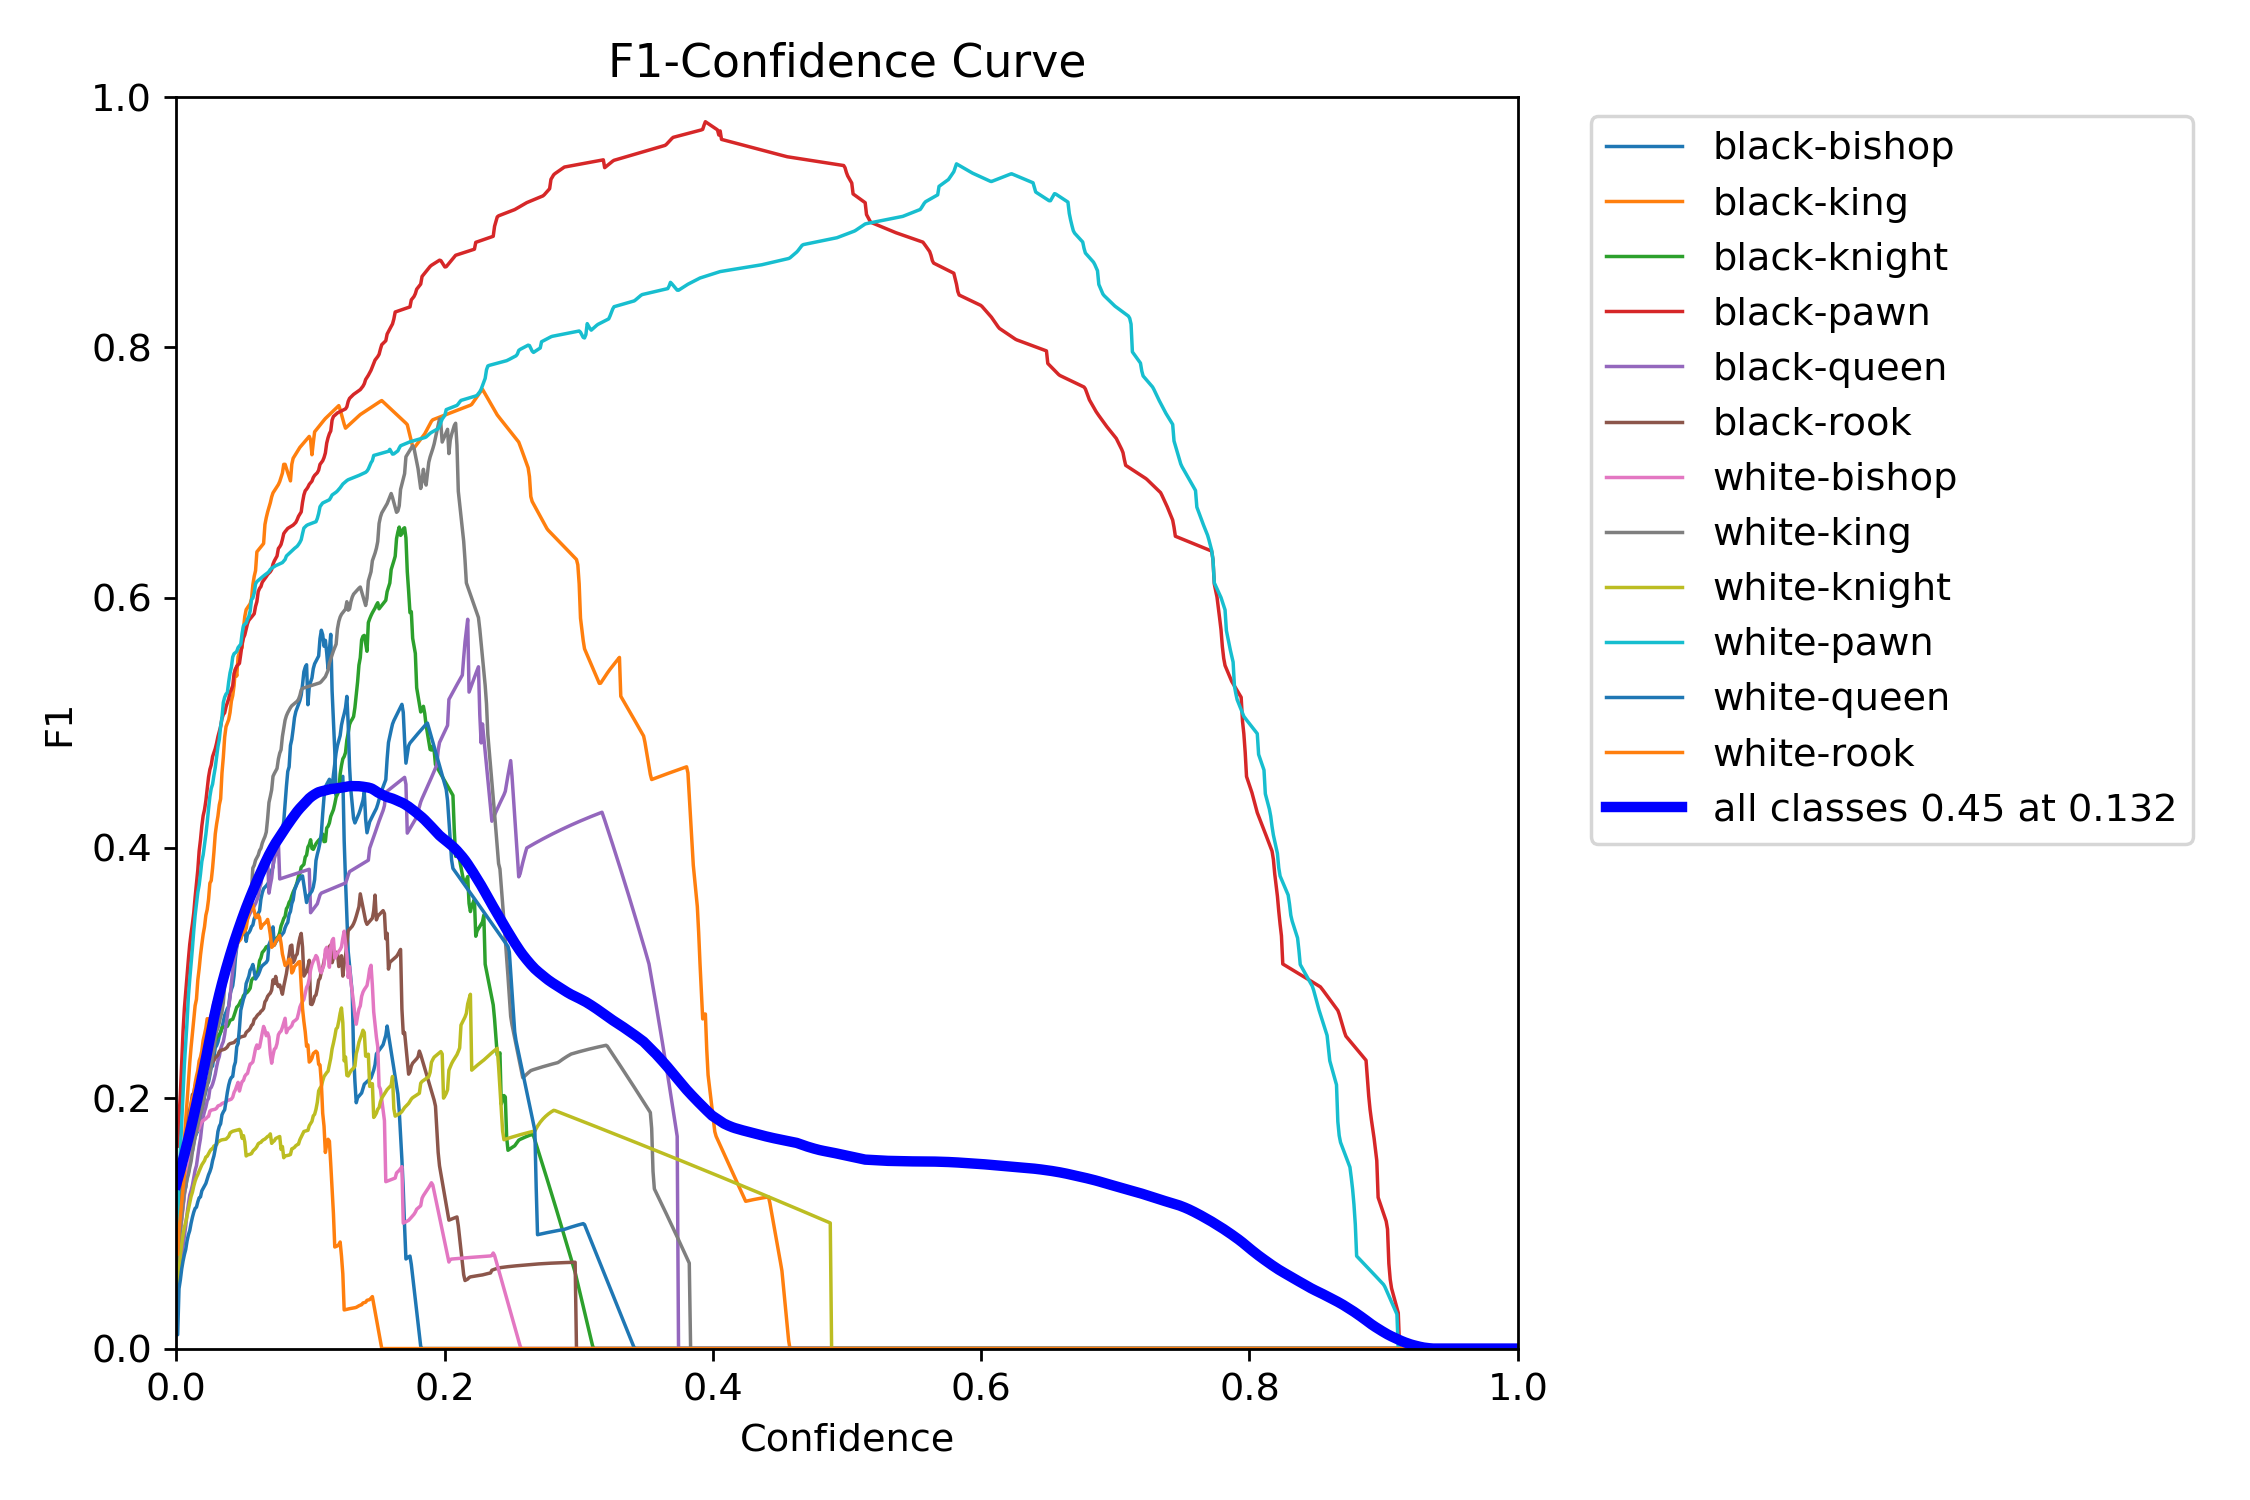 F1-Confidence Curve
F1
1.0
0.8
0.6
0.4
0.2
0.0
0.0 0.2 0.4 0.6 0.8 1.0
Confidence
black-bishop
black-king
black-knight
black-pawn
black-queen
black-rook
white-bishop
white-king
white-knight
white-pawn
white-queen
white-rook
all classes 0.45 at 0.132